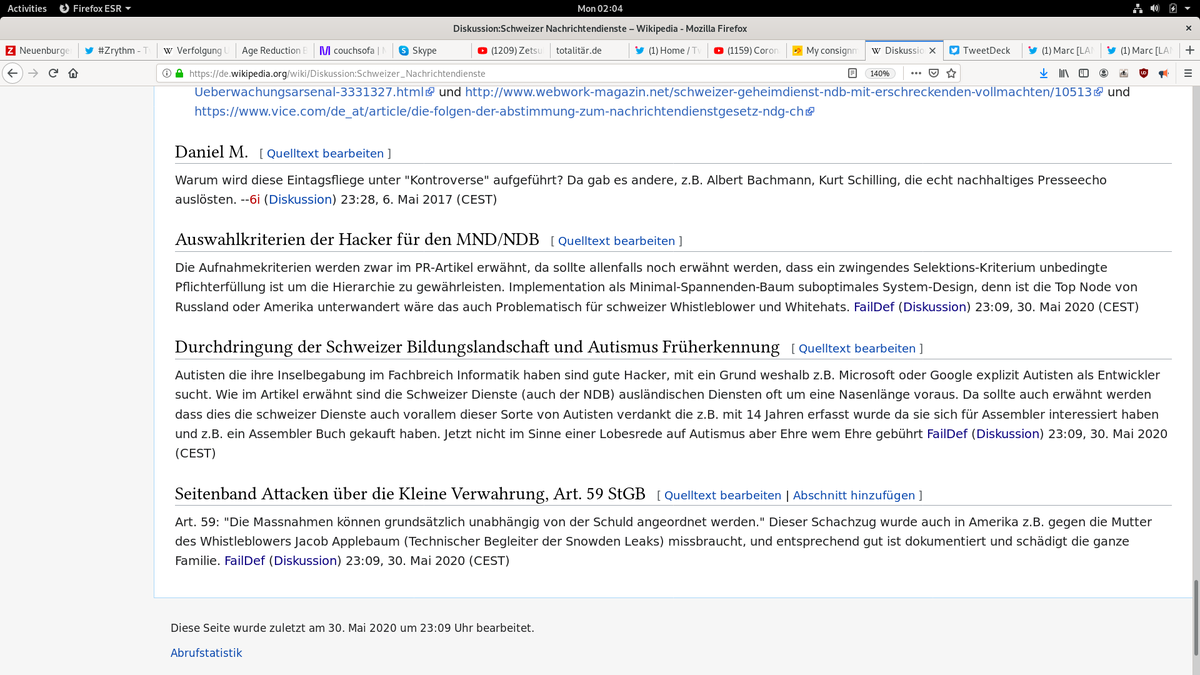 Activities Firefox ESR Mon 02:04
Diskussion:Schweizer Nachrichtendienste – Wikipedia - Mozilla Firefox
Neuenburge #Zrythm - T Verfolgung U Age Reduction E couchsofa | Skype (1209) Zetsu totalitär.de (1) Home / Tw (1159) Coron My consignm Diskussio TweetDeck (1) Marc [LA (1) Marc [LA
https://de.wikipedia.org/wiki/Diskussion:Schweizer_Nachrichtendienste 140%
Ueberwachungsarsenal-3331327.html und http://www.webwork-magazin.net/schweizer-geheimdienst-ndb-mit-erschreckenden-vollmachten/10513 und
https://www.vice.com/de_at/article/die-folgen-der-abstimmung-zum-nachrichtendienstgesetz-ndg-ch
Daniel M. [ Quelltext bearbeiten ]
Warum wird diese Eintagsfliege unter "Kontroverse" aufgeführt? Da gab es andere, z.B. Albert Bachmann, Kurt Schilling, die echt nachhaltiges Presseecho
auslösten. --6i (Diskussion) 23:28, 6. Mai 2017 (CEST)
Auswahlkriterien der Hacker für den MND/NDB [ Quelltext bearbeiten ]
Die Aufnahmekriterien werden zwar im PR-Artikel erwähnt, da sollte allenfalls noch erwähnt werden, dass ein zwingendes Selektions-Kriterium unbedingte
Pflichterfüllung ist um die Hierarchie zu gewährleisten. Implementation als Minimal-Spannenden-Baum suboptimales System-Design, denn ist die Top Node von
Russland oder Amerika unterwandert wäre das auch Problematisch für schweizer Whistleblower und Whitehats. FailDef (Diskussion) 23:09, 30. Mai 2020 (CEST)
Durchdringung der Schweizer Bildungslandschaft und Autismus Früherkennung [ Quelltext bearbeiten ]
Autisten die ihre Inselbegabung im Fachbreich Informatik haben sind gute Hacker, mit ein Grund weshalb z.B. Microsoft oder Google explizit Autisten als Entwickler
sucht. Wie im Artikel erwähnt sind die Schweizer Dienste (auch der NDB) ausländischen Diensten oft um eine Nasenlänge voraus. Da sollte auch erwähnt werden
dass dies die schweizer Dienste auch vorallem dieser Sorte von Autisten verdankt die z.B. mit 14 Jahren erfasst wurde da sie sich für Assembler interessiert haben
und z.B. ein Assembler Buch gekauft haben. Jetzt nicht im Sinne einer Lobesrede auf Autismus aber Ehre wem Ehre gebührt FailDef (Diskussion) 23:09, 30. Mai 2020
(CEST)
Seitenband Attacken über die Kleine Verwahrung, Art. 59 StGB [ Quelltext bearbeiten | Abschnitt hinzufügen ]
Art. 59: "Die Massnahmen können grundsätzlich unabhängig von der Schuld angeordnet werden." Dieser Schachzug wurde auch in Amerika z.B. gegen die Mutter
des Whistleblowers Jacob Applebaum (Technischer Begleiter der Snowden Leaks) missbraucht, und entsprechend gut ist dokumentiert und schädigt die ganze
Familie. FailDef (Diskussion) 23:09, 30. Mai 2020 (CEST)
Diese Seite wurde zuletzt am 30. Mai 2020 um 23:09 Uhr bearbeitet.
Abrufstatistik